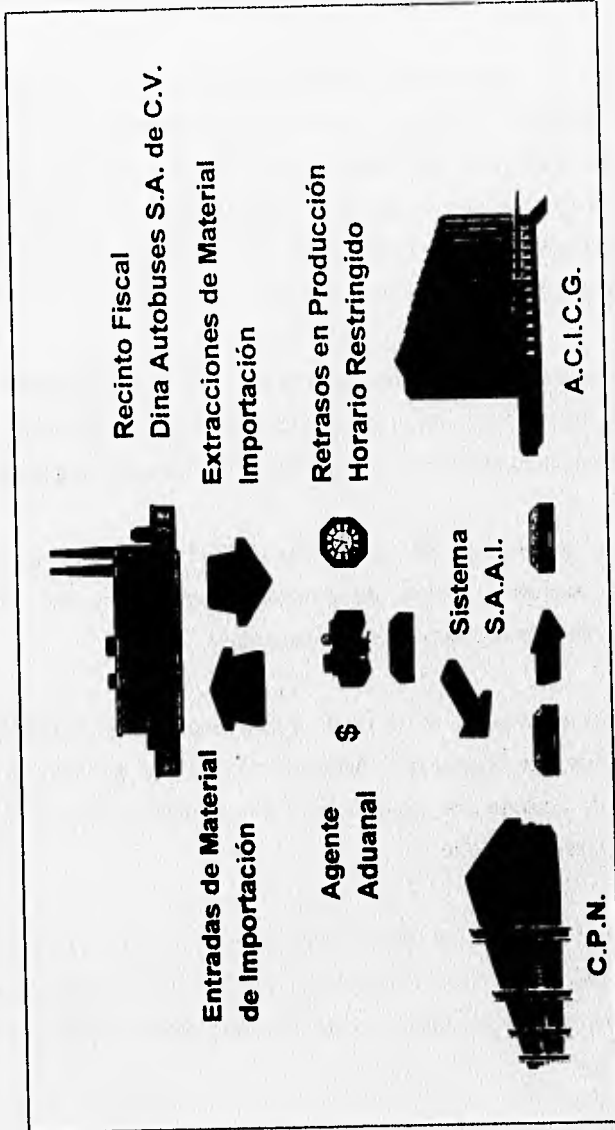 Recinto Fiscal
Dina Autobuses S.A. de C.V.
Entradas de Material
de Importación
Extracciones de Material
Importación
Agente
Aduanal
$
Retrasos en Producción
Horario Restringido
Sistema
S.A.A.I.
C.P.N.
A.C.I.C.G.